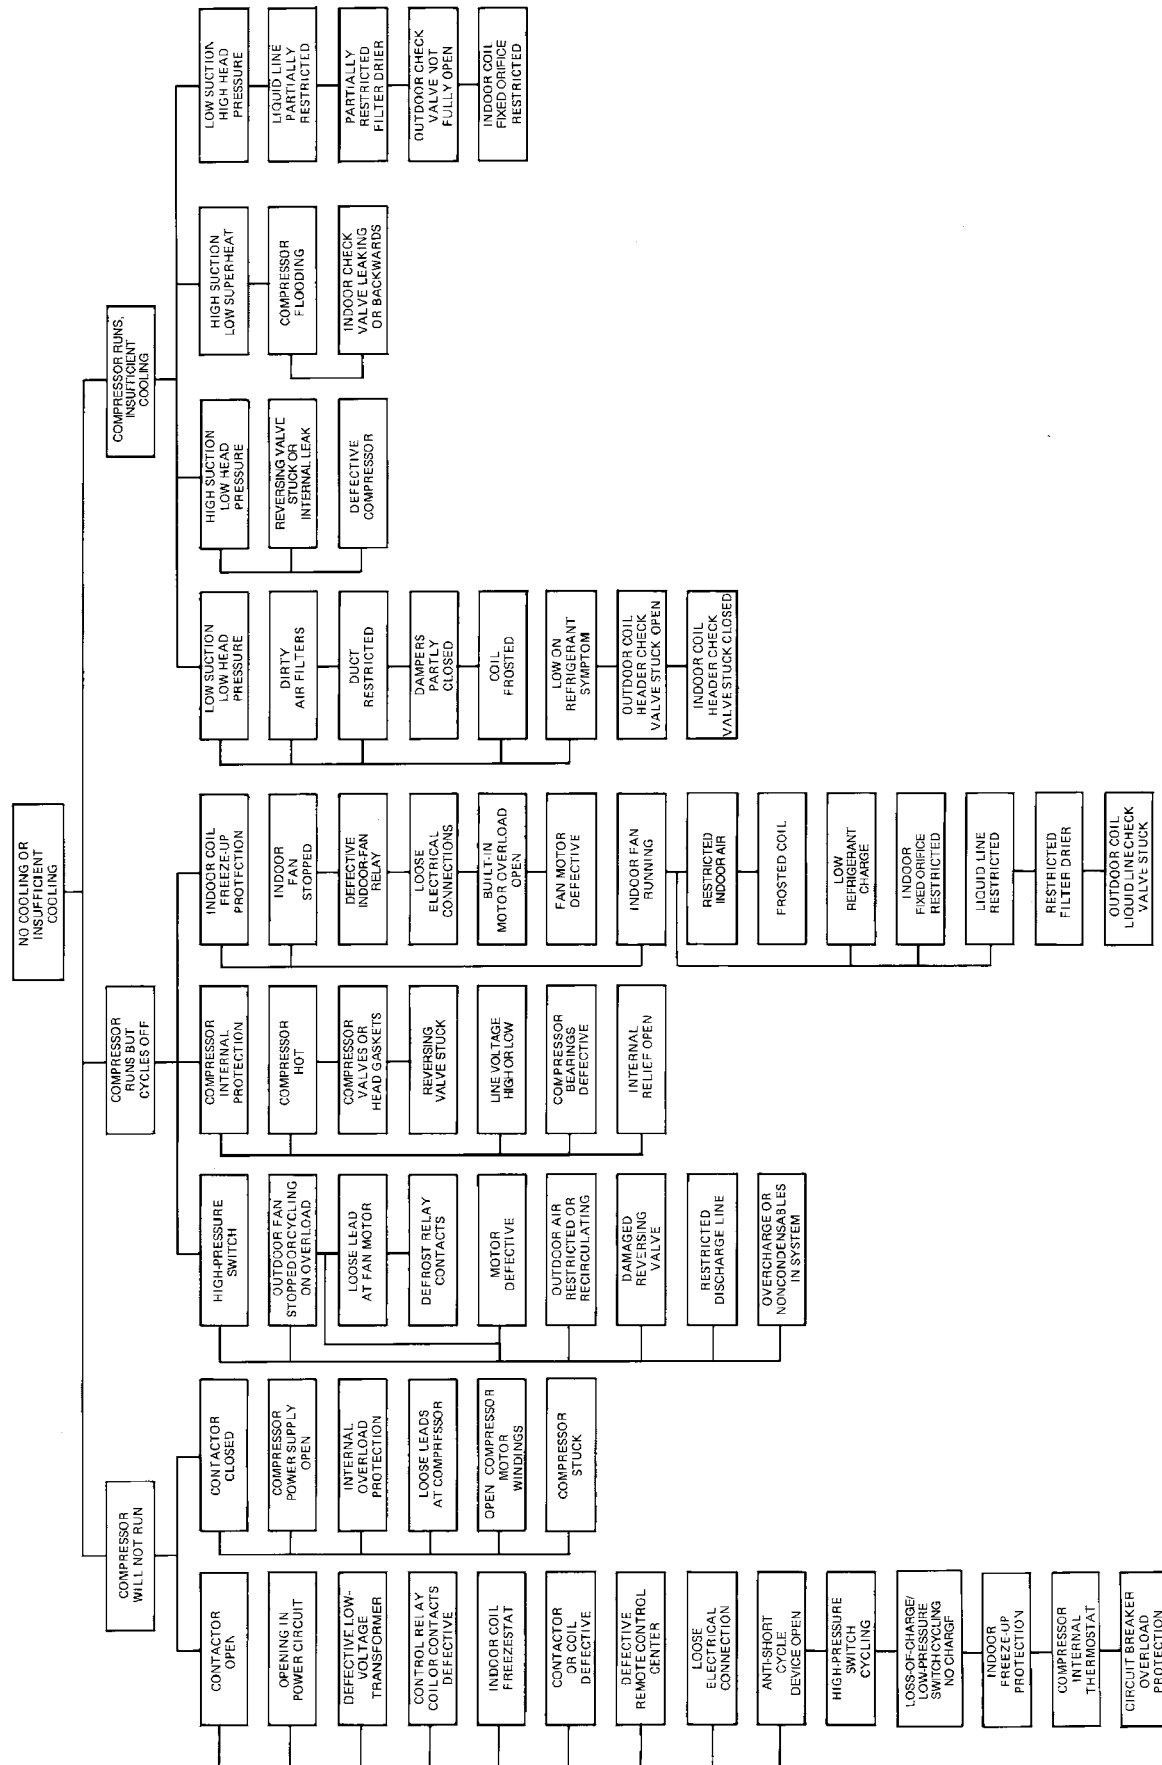 NO COOLING OR
INSUFFICIENT
COOLING
COMPRESSOR
WILL NOT RUN
CONTACTOR
OPEN
OPENING IN
POWER CIRCUIT
DEFECTIVE LOW-
VOLTAGE
TRANSFORMER
CONTROL RELAY
COIL OR CONTACTS
DEFECTIVE
INDOOR COIL
FREEZESTAT
CONTACTOR
OR COIL
DEFECTIVE
DEFECTIVE
REMOTE CONTROL
CENTER
LOSE
ELECTRICAL
CONNECTION
ANTI-SHORT
CYCLE
DEVICE OPEN
HIGH-PRESSURE
SWITCH
CYCLING
LOSS-OF-CHARGE/
LOW-PRESSURE
SWITCH CYCLING
NO CHARGE
INDOOR
FREEZE-UP
PROTECTION
COMPRESSOR
INTERNAL
THERMOSTAT
CIRCUIT BREAKER
OVERLOAD
PROTECTION
CONTACTOR
CLOSED
COMPRESSOR
POWER SUPPLY
OPEN
INTERNAL
OVERLOAD
PROTECTION
LOOSE LEADS
AT COMPRESSOR
OPEN COMPRESSOR
MOTOR
WINDINGS
COMPRESSOR
STUCK
COMPRESSOR
RUNS BUT
CYCLES OFF
HIGH-PRESSURE
SWITCH
OUTDOOR FAN
STOPPED OR CYCLING
ON OVERLOAD
LOOSE LEAD
AT FAN MOTOR
DEFROST RELAY
CONTACTS
MOTOR
DEFECTIVE
OUTDOOR AIR
RESTRICTED OR
RECIRCULATING
DAMAGED
REVERSING
VALVE
RESTRICTED
DISCHARGE LINE
OVERCHARGE OR
NONCONDENSABLES
IN SYSTEM
COMPRESSOR
INTERNAL
PROTECTION
COMPRESSOR
HOT
COMPRESSOR
VALVES OR
HEAD GASKETS
REVERSING
VALVE STUCK
LINE VOLTAGE
HIGH OR LOW
COMPRESSOR
BEARINGS
DEFECTIVE
INTERNAL
RELIEF OPEN
INDOOR COIL
FREEZE-UP
PROTECTION
INDOOR
FAN
STOPPED
DEFECTIVE
INDOOR-FAN
RELAY
LOOSE
ELECTRICAL
CONNECTIONS
BUILT-IN
MOTOR OVERLOAD
OPEN
FAN MOTOR
DEFECTIVE
INDOOR FAN
RUNNING
RESTRICTED
INDOOR AIR
FROSTED COIL
LOW
REFRIGERANT
CHARGE
INDOOR
FIXED ORIFICE
RESTRICTED
LIQUID LINE
RESTRICTED
RESTRICTED
FILTER DRIER
OUTDOOR COIL
LIQUID LINE CHECK
VALVE STUCK
COMPRESSOR RUNS,
INSUFFICIENT
COOLING
LOW SUCTION
LOW HEAD
PRESSURE
DIRTY
AIR FILTERS
DUCT
RESTRICTED
DAMPERS
PARTLY
CLOSED
COIL
FROSTED
LOW ON
REFRIGERANT
SYMPTOM
OUTDOOR COIL
HEADER CHECK
VALVE STUCK OPEN
INDOOR COIL
HEADER CHECK
VALVE STUCK CLOSED
HIGH SUCTION
LOW HEAD
PRESSURE
REVERSING VALVE
STUCK OR
INTERNAL LEAK
DEFECTIVE
COMPRESSOR
HIGH SUCTION
LOW SUPERHEAT
COMPRESSOR
FLOODING
INDOOR CHECK
VALVE LEAKING
OR BACKWARDS
LOW SUCTION
HIGH HEAD
PRESSURE
LIQUID LINE
PARTIALLY
RESTRICTED
PARTIALLY
RESTRICTED
FILTER DRIER
OUTDOOR CHECK
VALVE NOT
FULLY OPEN
INDOOR COIL
FIXED ORIFICE
RESTRICTED